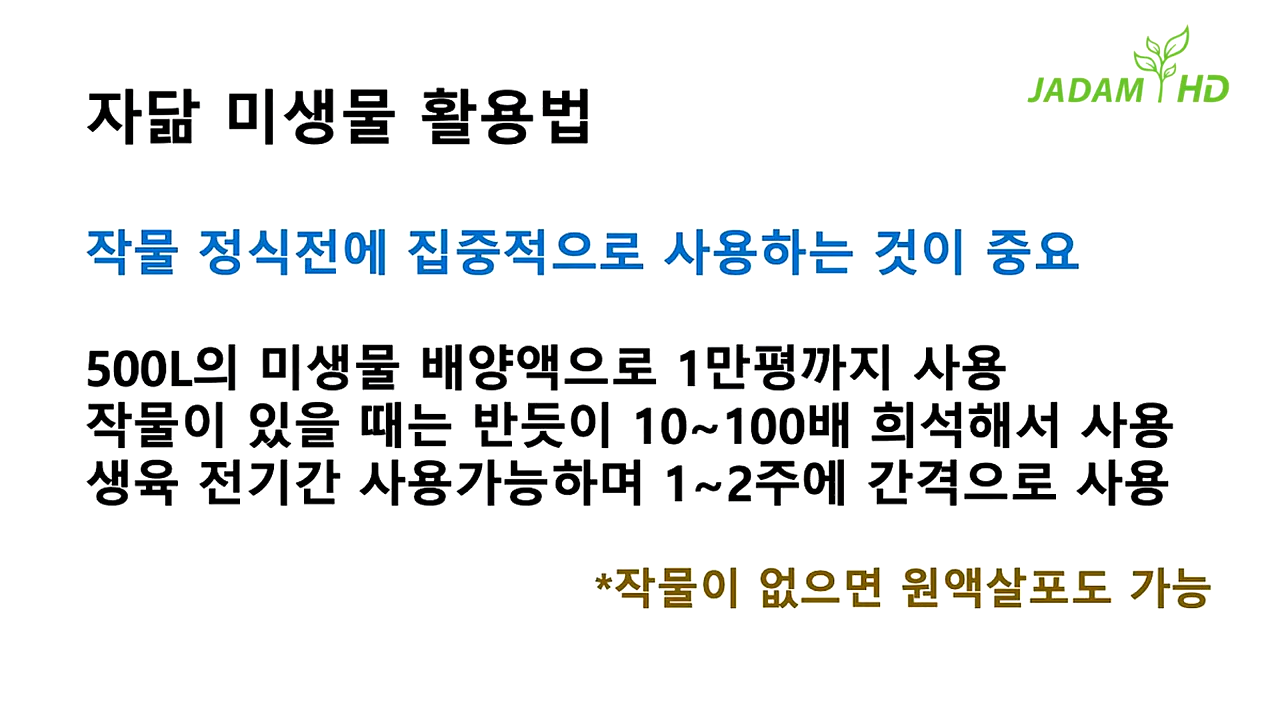 JADAM HD
자닮 미생물 활용법
작물 정식전에 집중적으로 사용하는 것이 중요
500L의 미생물 배양액으로 1만평까지 사용
작물이 있을 때는 반듯이 10~100배 희석해서 사용
생육 전기간 사용가능하며 1~2주에 간격으로 사용
*작물이 없으면 원액살포도 가능